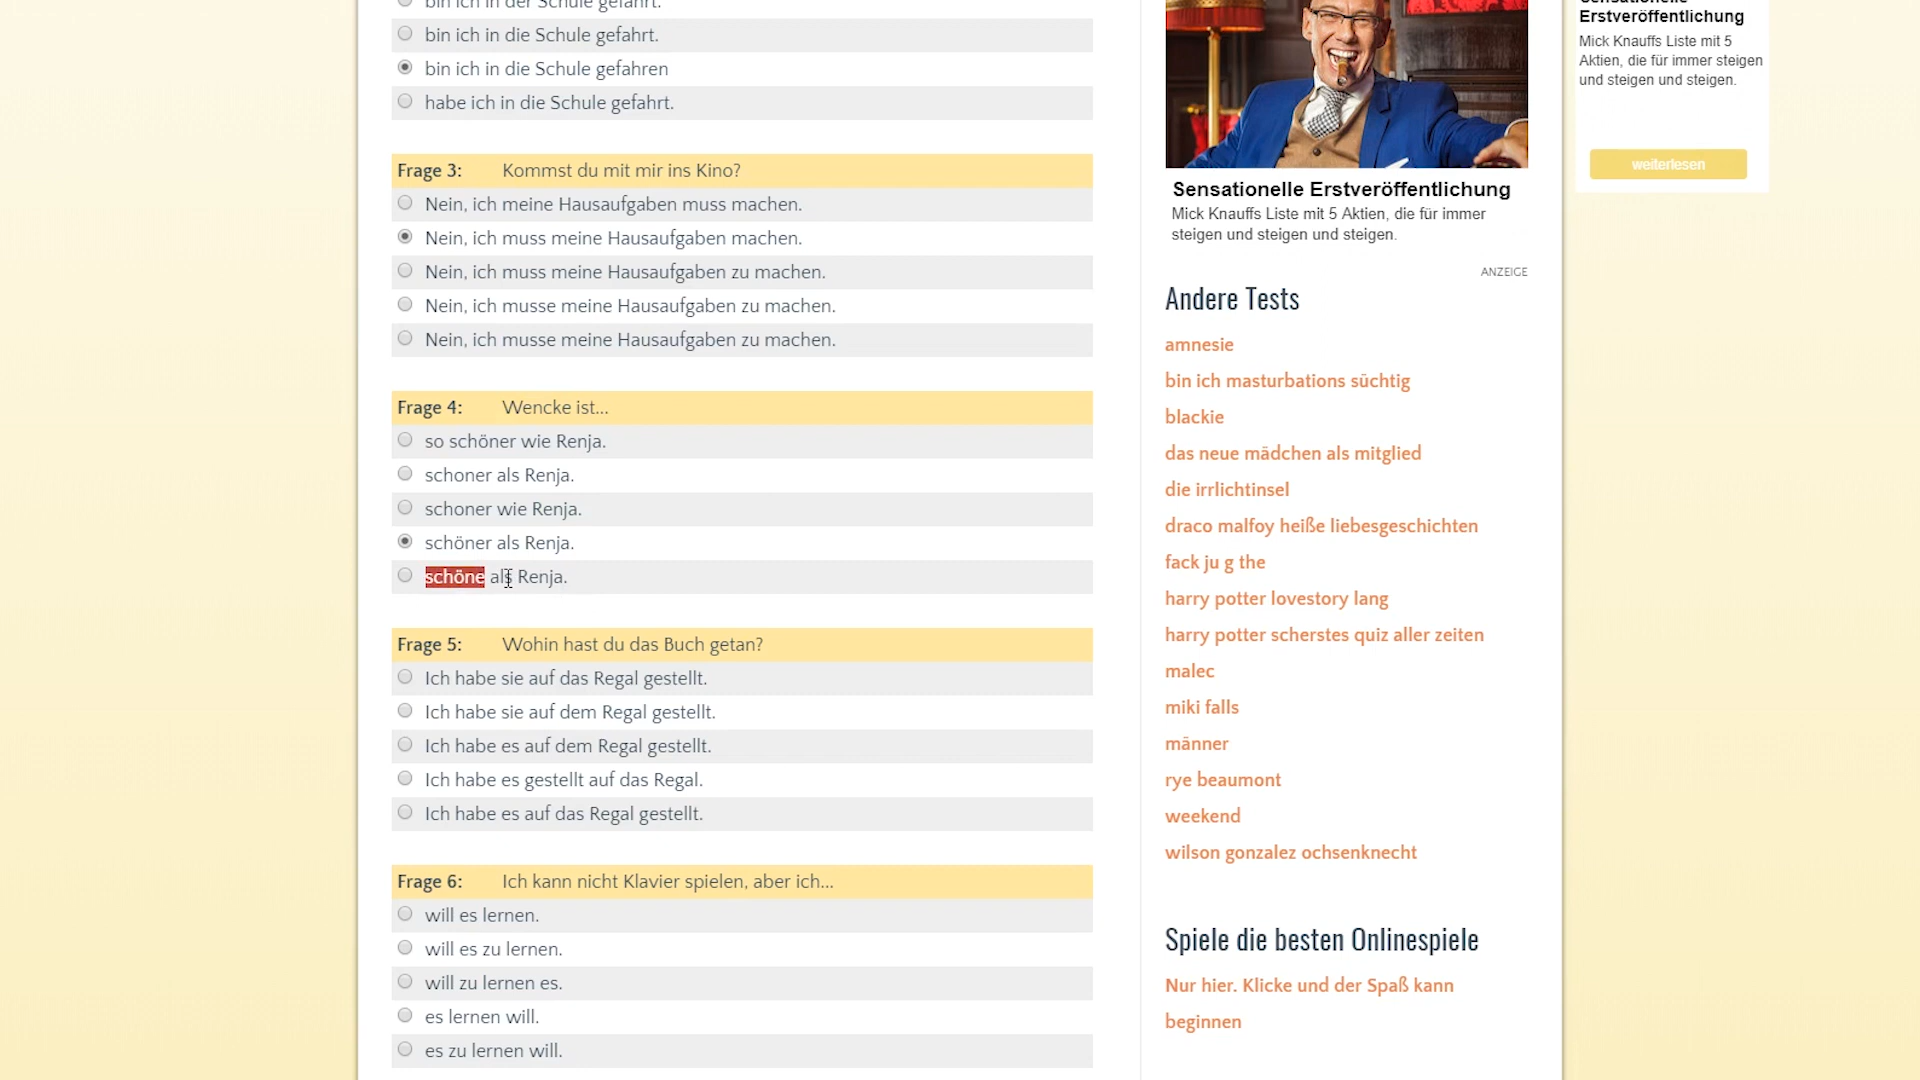 bin ich in der Schule gefahrt.
bin ich in die Schule gefahrt.
bin ich in die Schule gefahren
habe ich in die Schule gefahrt.
Frage 3: Kommst du mit mir ins Kino?
Nein, ich meine Hausaufgaben muss machen.
Nein, ich muss meine Hausaufgaben machen.
Nein, ich muss meine Hausaufgaben zu machen.
Nein, ich musse meine Hausaufgaben zu machen.
Nein, ich musse meine Hausaufgaben zu machen.
Frage 4: Wencke ist...
so schöner wie Renja.
schoner als Renja.
schoner wie Renja.
schöner als Renja.
schöne als Renja.
Frage 5: Wohin hast du das Buch getan?
Ich habe sie auf das Regal gestellt.
Ich habe sie auf dem Regal gestellt.
Ich habe es auf dem Regal gestellt.
Ich habe es gestellt auf das Regal.
Ich habe es auf das Regal gestellt.
Frage 6: Ich kann nicht Klavier spielen, aber ich...
will es lernen.
will es zu lernen.
will zu lernen es.
es lernen will.
es zu lernen will.
Sensationelle Erstveröffentlichung
Mick Knauffs Liste mit 5 Aktien, die für immer
steigen und steigen und steigen.
ANZEIGE
Andere Tests
amnesie
bin ich masturbations süchtig
blackie
das neue mädchen als mitglied
die irrlichtinsel
draco malfoy heiße liebesgeschichten
fack ju g the
harry potter lovestory lang
harry potter scherstes quiz aller zeiten
malec
miki falls
männer
rye beaumont
weekend
wilson gonzalez ochsenknecht
Spiele die besten Onlinespiele
Nur hier. Klicke und der Spaß kann
beginnen
Sensationelle
Erstveröffentlichung
Mick Knauffs Liste mit 5
Aktien, die für immer steigen
und steigen und steigen.
weiterlesen